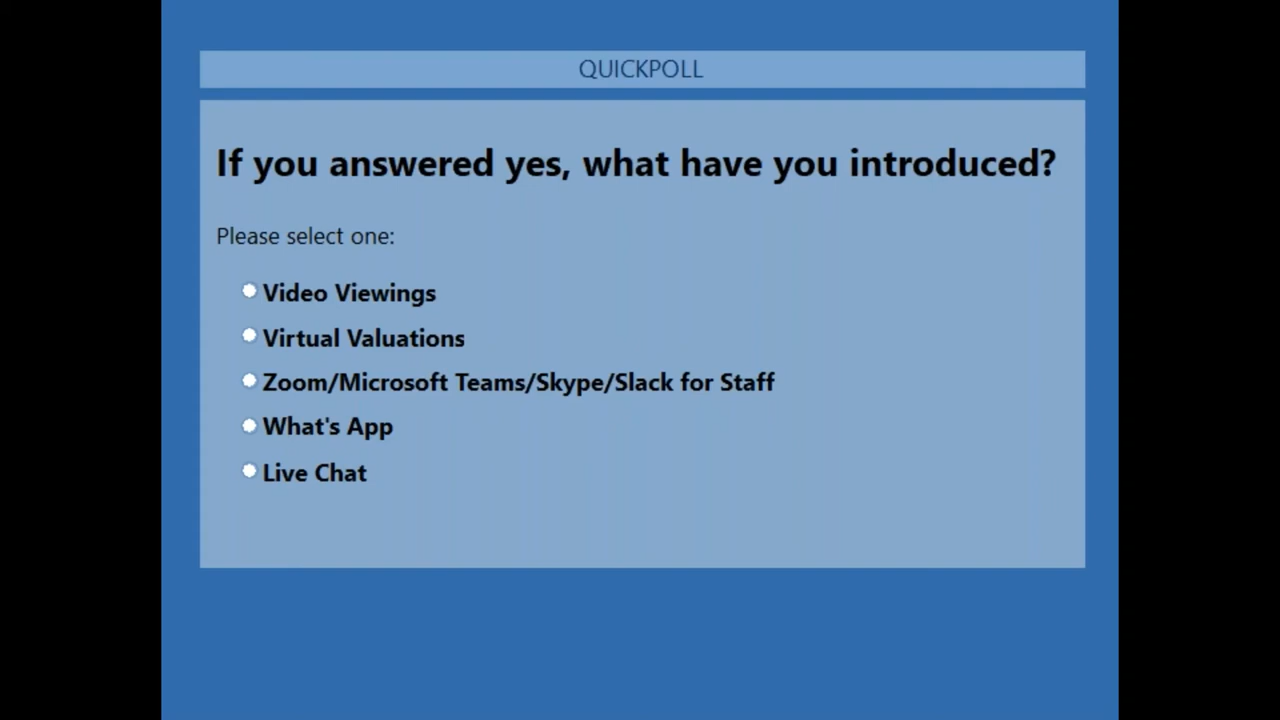 QUICKPOLL
If you answered yes, what have you introduced?
Please select one:
Video Viewings
Virtual Valuations
Zoom/Microsoft Teams/Skype/Slack for Staff
What's App
Live Chat